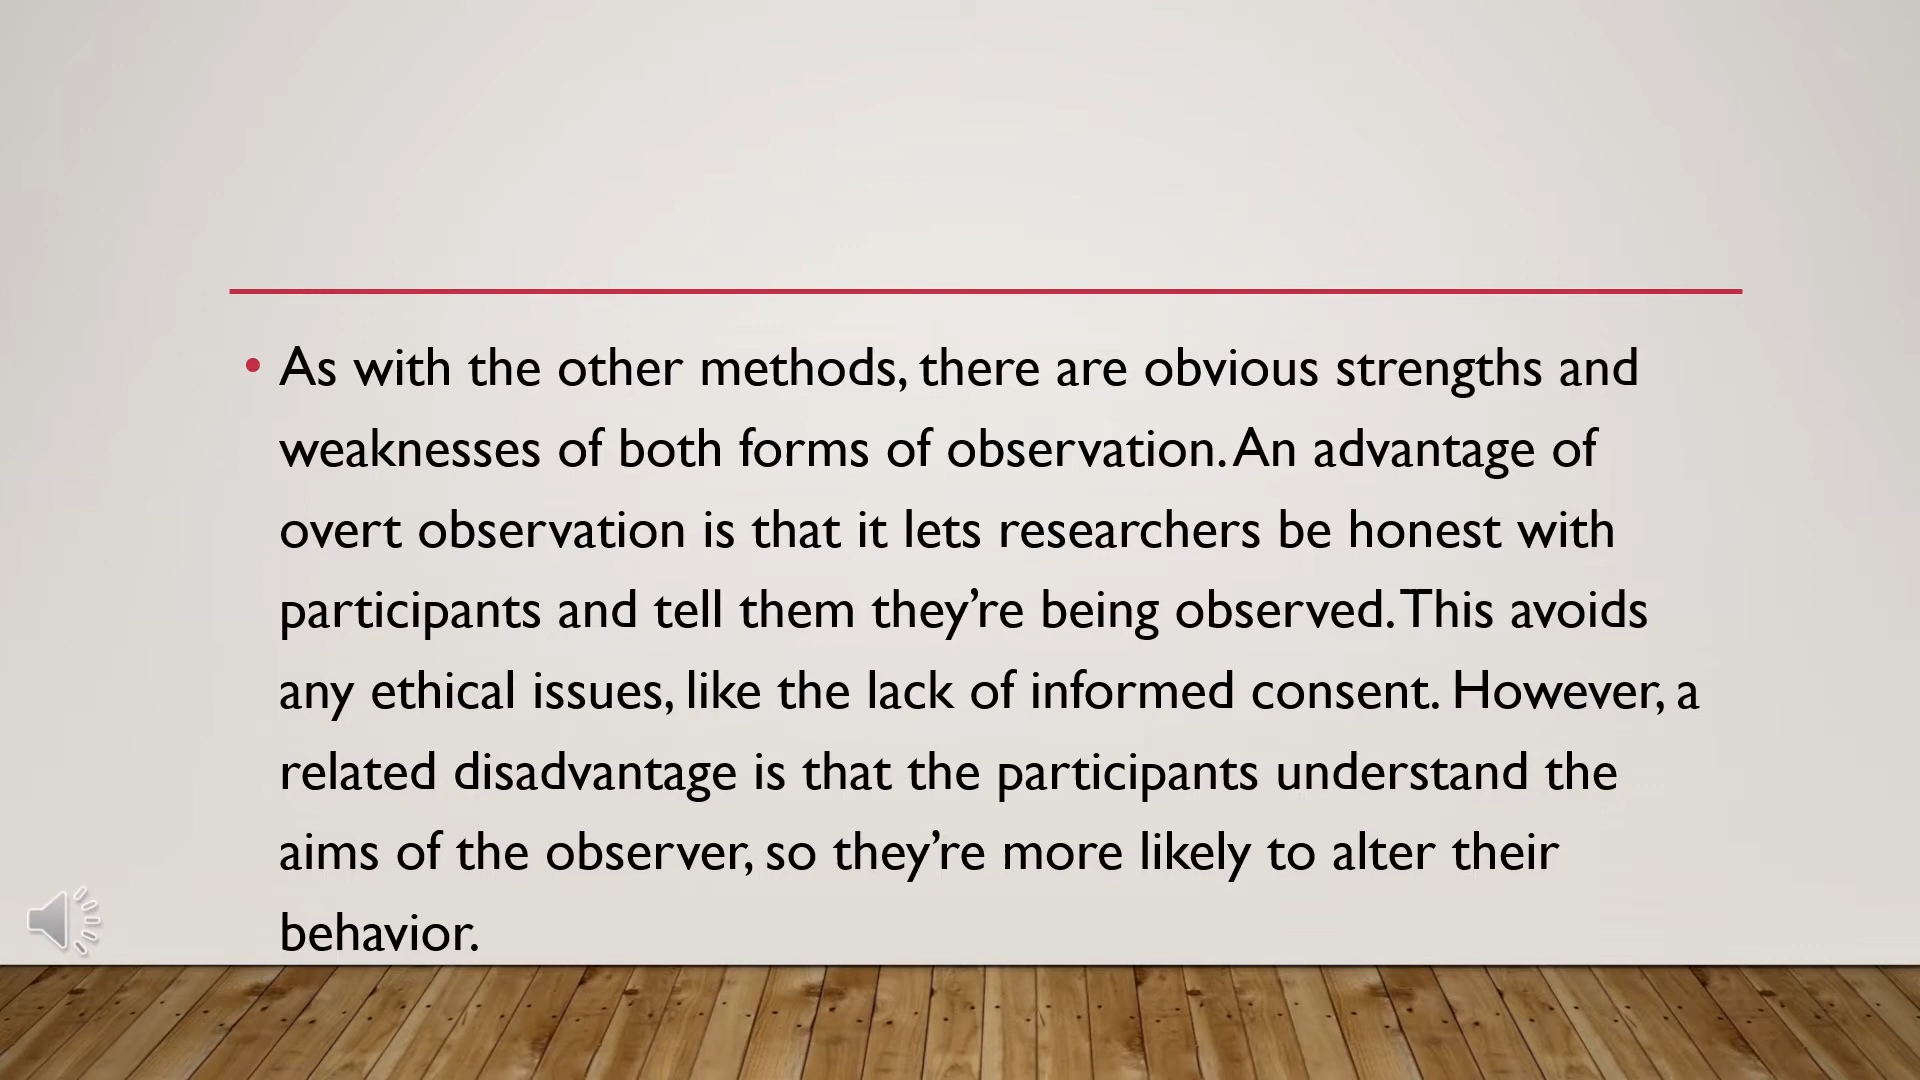 • As with the other methods, there are obvious strengths and
weaknesses of both forms of observation. An advantage of
overt observation is that it lets researchers be honest with
participants and tell them they’re being observed. This avoids
any ethical issues, like the lack of informed consent. However, a
related disadvantage is that the participants understand the
aims of the observer, so they’re more likely to alter their
behavior.